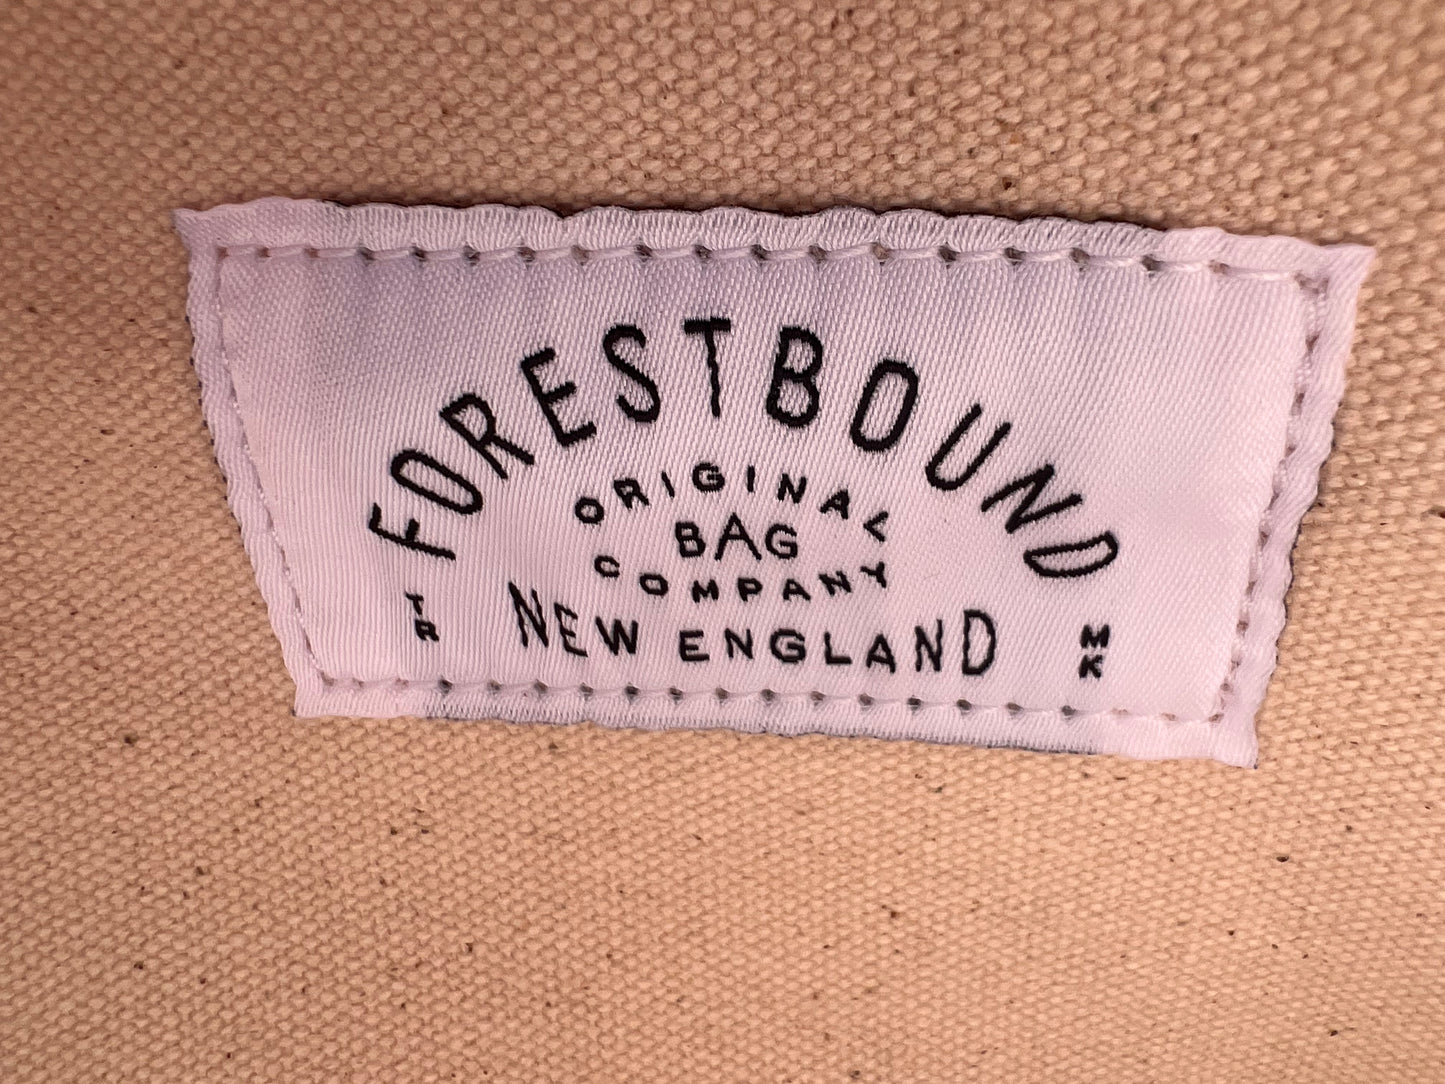 FORESTBOUND
ORIGINAL
BAG
COMPANY
NEW ENGLAND
TR
MK